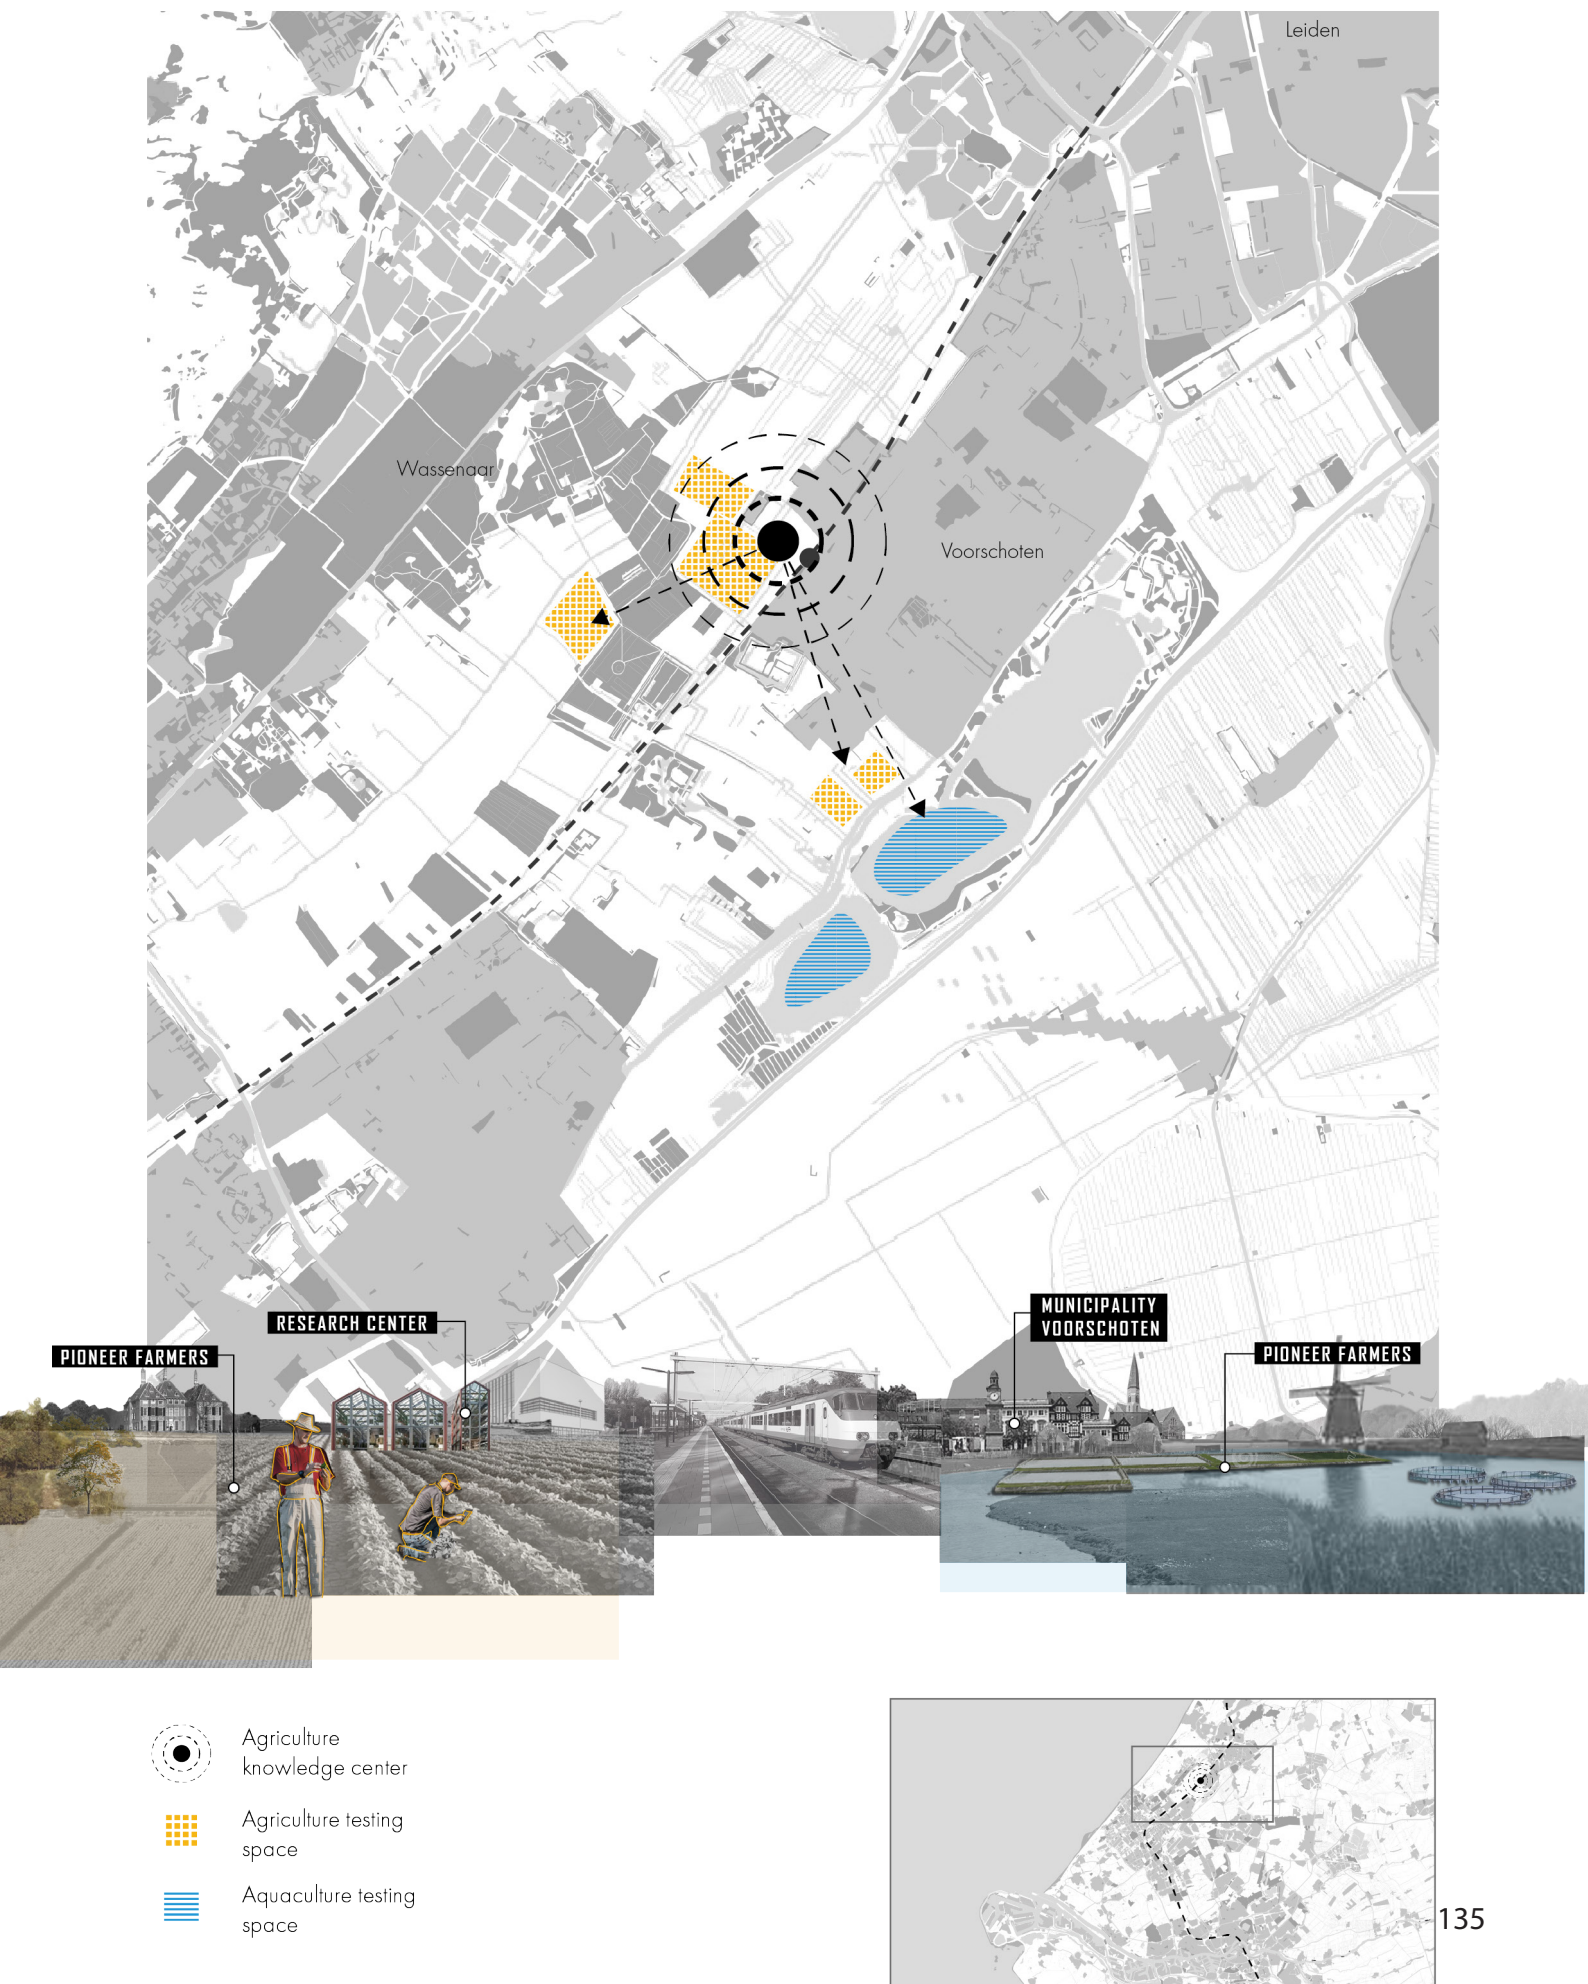 Leiden
Wassenaar
Voorschoten
MUNICIPALITY
VOORSCHOTEN
RESEARCH CENTER
PIONEER FARMERS
PIONEER FARMERS
Agriculture
knowledge center
Agriculture testing
space
Aquaculture testing
space
135